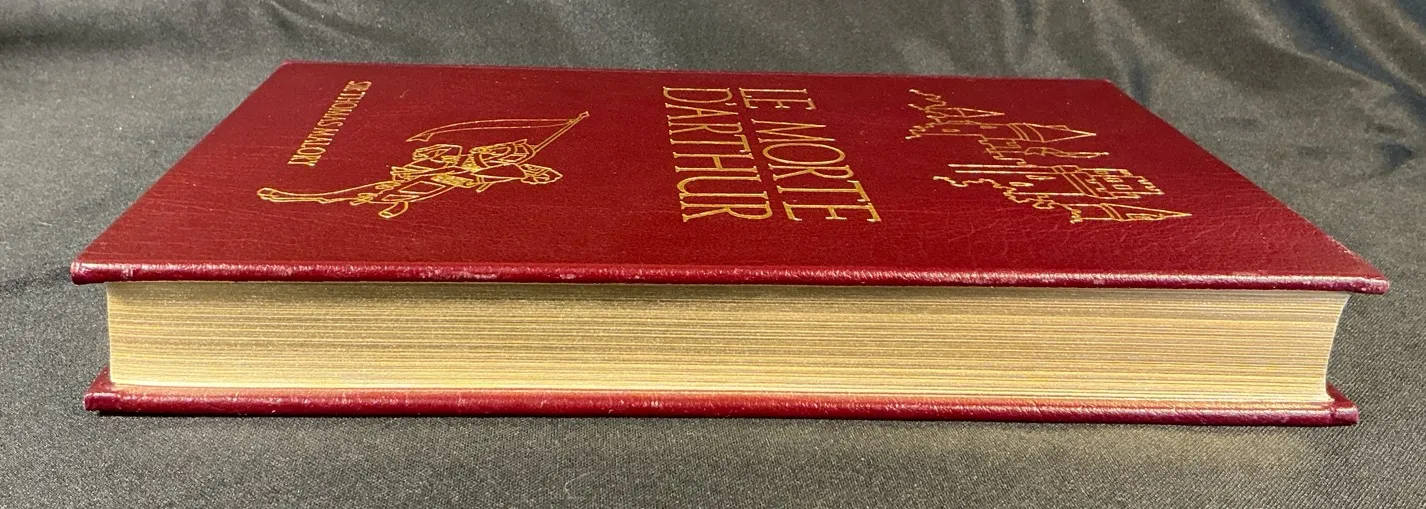 LE MORTE
D'ARTHUR
SIR THOMAS MALORY